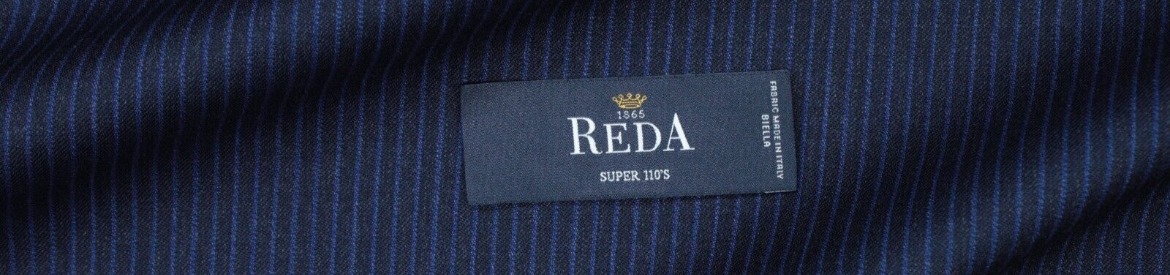 1865
REDA
SUPER 110'S
FABRIC MADE IN ITALY
BIELLA